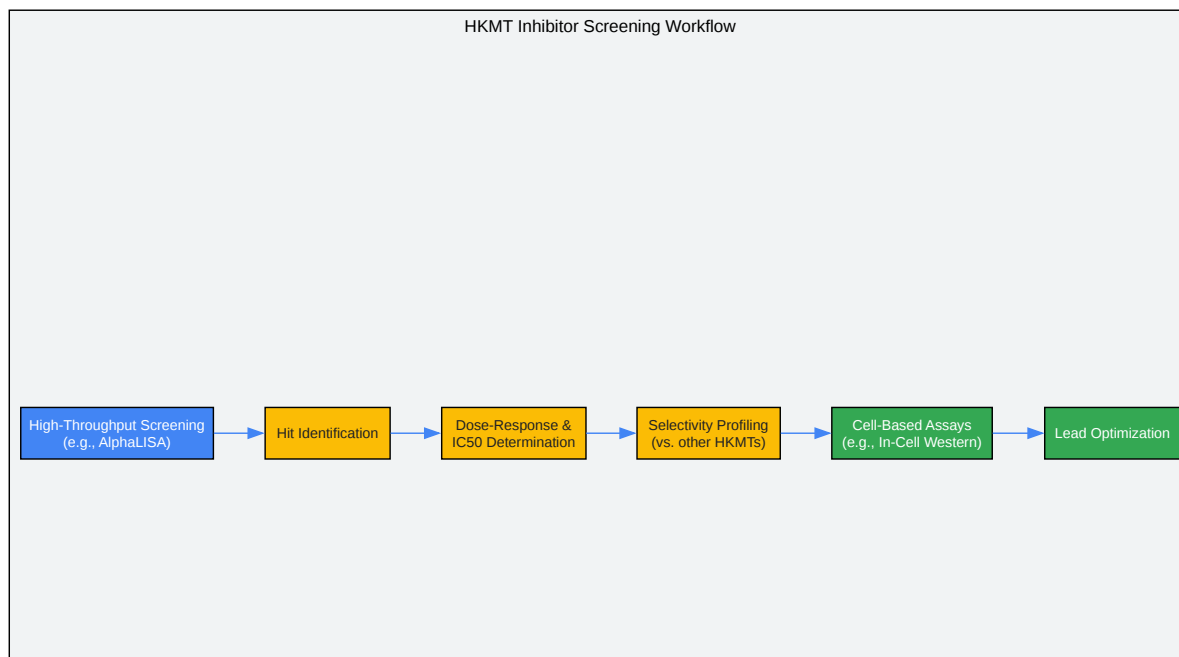 HKMT Inhibitor Screening Workflow
High-Throughput Screening
(e.g., AlphaLISA)
Hit Identification
Dose-Response &
IC50 Determination
Selectivity Profiling
(vs. other HKMTs)
Cell-Based Assays
(e.g., In-Cell Western)
Lead Optimization